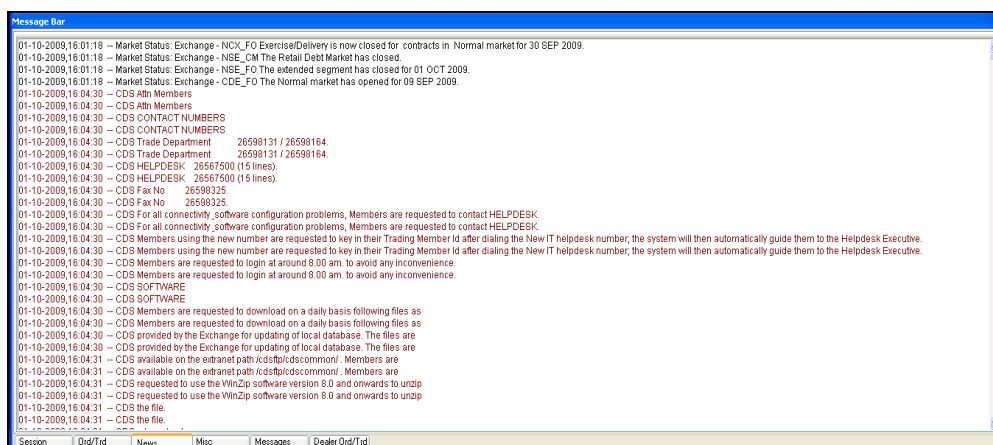 Message Bar
01-10-2009,16:01:18 -- Market Status: Exchange - NCX_FO Exercise/Delivery is now closed for contracts in Normal market for 30 SEP 2009.
01-10-2009,16:01:18 -- Market Status: Exchange - NSE_CM The Retail Debt Market has closed.
01-10-2009,16:01:18 -- Market Status: Exchange - NSE_FO The extended segment has closed for 01 OCT 2009.
01-10-2009,16:01:18 -- Market Status: Exchange - CDE_FO The Normal market has opened for 09 SEP 2009.
01-10-2009,16:04:30 -- CDS Attn Members
01-10-2009,16:04:30 -- CDS Attn Members
01-10-2009,16:04:30 -- CDS CONTACT NUMBERS
01-10-2009,16:04:30 -- CDS CONTACT NUMBERS
01-10-2009,16:04:30 -- CDS Trade Department 26598131 / 26598164.
01-10-2009,16:04:30 -- CDS Trade Department 26598131 / 26598164.
01-10-2009,16:04:30 -- CDS HELPDESK 26567500 (15 lines).
01-10-2009,16:04:30 -- CDS HELPDESK 26567500 (15 lines).
01-10-2009,16:04:30 -- CDS Fax No 26598325.
01-10-2009,16:04:30 -- CDS Fax No 26598325.
01-10-2009,16:04:30 -- CDS For all connectivity ,software configuration problems, Members are requested to contact HELPDESK.
01-10-2009,16:04:30 -- CDS For all connectivity ,software configuration problems, Members are requested to contact HELPDESK.
01-10-2009,16:04:30 -- CDS Members using the new number are requested to key in their Trading Member Id after dialing the New IT helpdesk number; the system will then automatically guide them to the Helpdesk Executive.
01-10-2009,16:04:30 -- CDS Members using the new number are requested to key in their Trading Member Id after dialing the New IT helpdesk number; the system will then automatically guide them to the Helpdesk Executive.
01-10-2009,16:04:30 -- CDS Members are requested to login at around 8.00 am. to avoid any inconvenience.
01-10-2009,16:04:30 -- CDS Members are requested to login at around 8.00 am. to avoid any inconvenience.
01-10-2009,16:04:30 -- CDS SOFTWARE
01-10-2009,16:04:30 -- CDS SOFTWARE
01-10-2009,16:04:30 -- CDS Members are requested to download on a daily basis following files as
01-10-2009,16:04:30 -- CDS Members are requested to download on a daily basis following files as
01-10-2009,16:04:30 -- CDS provided by the Exchange for updating of local database. The files are
01-10-2009,16:04:30 -- CDS provided by the Exchange for updating of local database. The files are
01-10-2009,16:04:31 -- CDS available on the extranet path /cdsftp/cdscommon/ . Members are
01-10-2009,16:04:31 -- CDS available on the extranet path /cdsftp/cdscommon/ . Members are
01-10-2009,16:04:31 -- CDS requested to use the WinZip software version 8.0 and onwards to unzip
01-10-2009,16:04:31 -- CDS requested to use the WinZip software version 8.0 and onwards to unzip
01-10-2009,16:04:31 -- CDS the file.
01-10-2009,16:04:31 -- CDS the file.
Session Ord/Trd News Misc Messages Dealer Ord/Trd